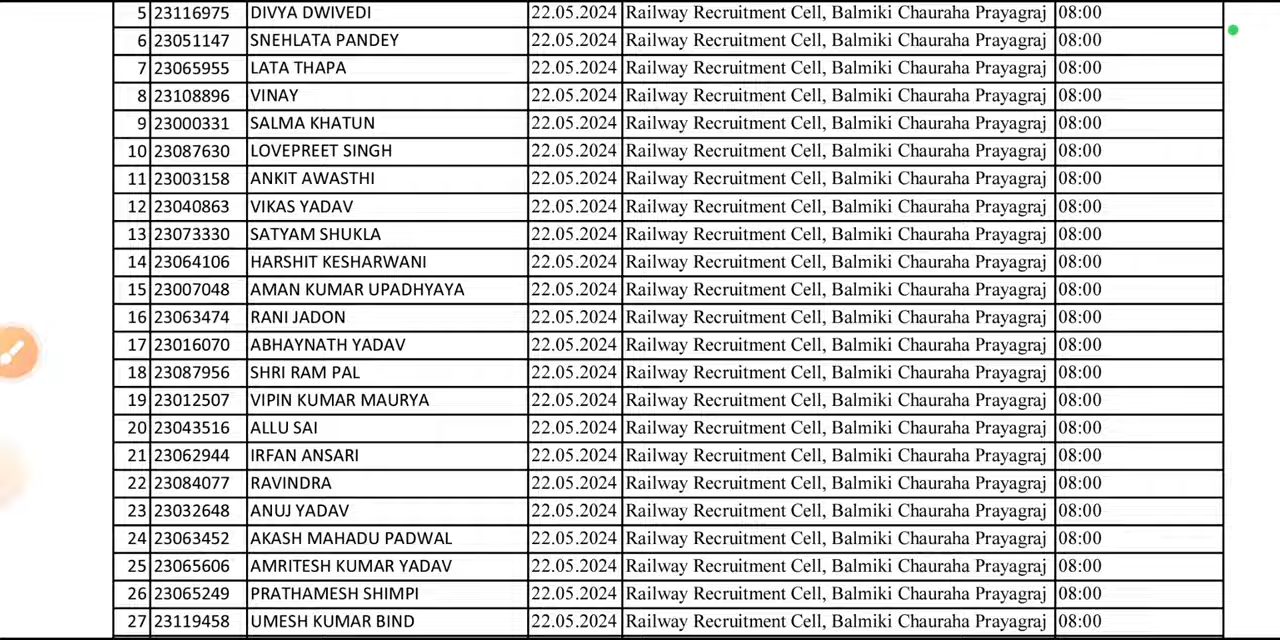 5 23116975 DIVYA DWIVEDI 22.05.2024 Railway Recruitment Cell, Balmiki Chauraha Prayagraj 08:00
6 23051147 SNEHLATA PANDEY 22.05.2024 Railway Recruitment Cell, Balmiki Chauraha Prayagraj 08:00
7 23065955 LATA THAPA 22.05.2024 Railway Recruitment Cell, Balmiki Chauraha Prayagraj 08:00
8 23108896 VINAY 22.05.2024 Railway Recruitment Cell, Balmiki Chauraha Prayagraj 08:00
9 23000331 SALMA KHATUN 22.05.2024 Railway Recruitment Cell, Balmiki Chauraha Prayagraj 08:00
10 23087630 LOVEPREET SINGH 22.05.2024 Railway Recruitment Cell, Balmiki Chauraha Prayagraj 08:00
11 23003158 ANKIT AWASTHI 22.05.2024 Railway Recruitment Cell, Balmiki Chauraha Prayagraj 08:00
12 23040863 VIKAS YADAV 22.05.2024 Railway Recruitment Cell, Balmiki Chauraha Prayagraj 08:00
13 23073330 SATYAM SHUKLA 22.05.2024 Railway Recruitment Cell, Balmiki Chauraha Prayagraj 08:00
14 23064106 HARSHIT KESHARWANI 22.05.2024 Railway Recruitment Cell, Balmiki Chauraha Prayagraj 08:00
15 23007048 AMAN KUMAR UPADHYAYA 22.05.2024 Railway Recruitment Cell, Balmiki Chauraha Prayagraj 08:00
16 23063474 RANI JADON 22.05.2024 Railway Recruitment Cell, Balmiki Chauraha Prayagraj 08:00
17 23016070 ABHAYNATH YADAV 22.05.2024 Railway Recruitment Cell, Balmiki Chauraha Prayagraj 08:00
18 23087956 SHRI RAM PAL 22.05.2024 Railway Recruitment Cell, Balmiki Chauraha Prayagraj 08:00
19 23012507 VIPIN KUMAR MAURYA 22.05.2024 Railway Recruitment Cell, Balmiki Chauraha Prayagraj 08:00
20 23043516 ALLU SAI 22.05.2024 Railway Recruitment Cell, Balmiki Chauraha Prayagraj 08:00
21 23062944 IRFAN ANSARI 22.05.2024 Railway Recruitment Cell, Balmiki Chauraha Prayagraj 08:00
22 23084077 RAVINDRA 22.05.2024 Railway Recruitment Cell, Balmiki Chauraha Prayagraj 08:00
23 23032648 ANUJ YADAV 22.05.2024 Railway Recruitment Cell, Balmiki Chauraha Prayagraj 08:00
24 23063452 AKASH MAHADU PADWAL 22.05.2024 Railway Recruitment Cell, Balmiki Chauraha Prayagraj 08:00
25 23065606 AMRITESH KUMAR YADAV 22.05.2024 Railway Recruitment Cell, Balmiki Chauraha Prayagraj 08:00
26 23065249 PRATHAMESH SHIMPI 22.05.2024 Railway Recruitment Cell, Balmiki Chauraha Prayagraj 08:00
27 23119458 UMESH KUMAR BIND 22.05.2024 Railway Recruitment Cell, Balmiki Chauraha Prayagraj 08:00